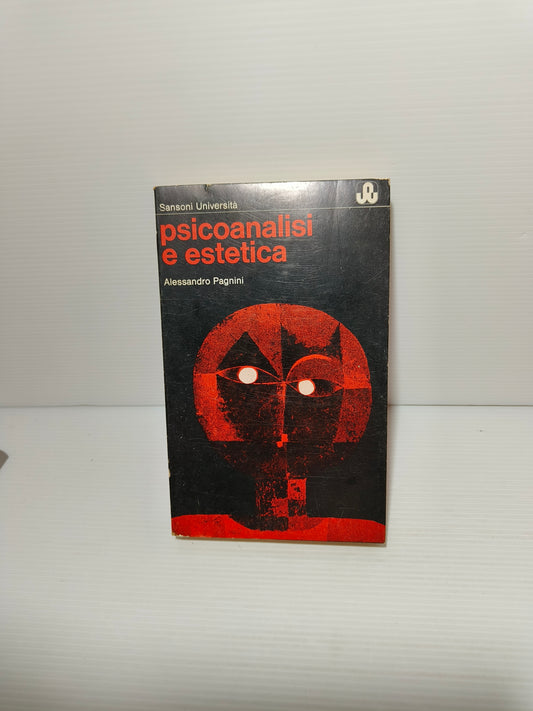 Sansoni Università
psicoanalisi
e estetica
Alessandro Pagnini